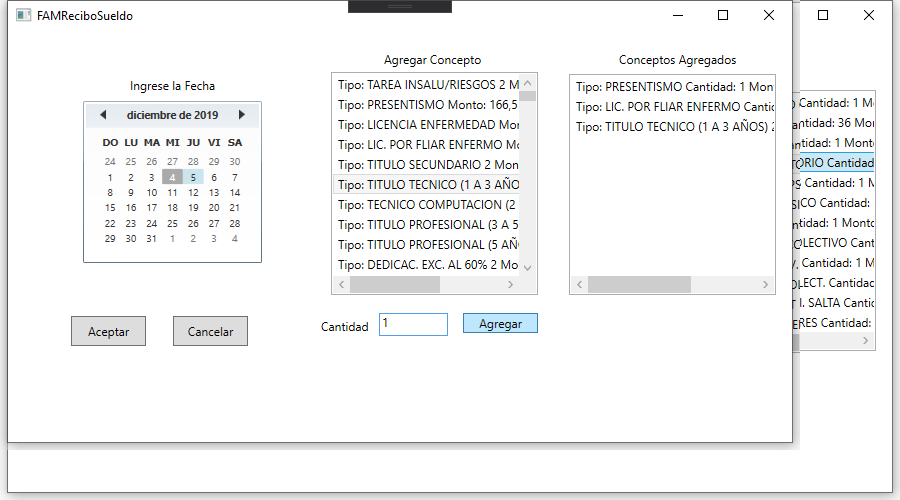 FAMReciboSueldo
Ingrese la Fecha
diciembre de 2019
DO LU MA MI JU VI SA
24 25 26 27 28 29 30
1 2 3 4 5 6 7
8 9 10 11 12 13 14
15 16 17 18 19 20 21
22 23 24 25 26 27 28
29 30 31 1 2 3 4
Aceptar
Cancelar
Agregar Concepto
Tipo: TAREA INSALU/RIESGOS 2 M
Tipo: PRESENTISMO Monto: 166,5
Tipo: LICENCIA ENFERMEDAD Mon
Tipo: LIC. POR FLIAR ENFERMO Mo
Tipo: TITULO SECUNDARIO 2 Mon
Tipo: TITULO TECNICO (1 A 3 AÑO
Tipo: TECNICO COMPUTACION (2
Tipo: TITULO PROFESIONAL (3 A 5
Tipo: TITULO PROFESIONAL (5 AÑ
Tipo: DEDICAC. EXC. AL 60% 2 Mo
Cantidad
1
Agregar
Conceptos Agregados
Tipo: PRESENTISMO Cantidad: 1 Mon
Tipo: LIC. POR FLIAR ENFERMO Canti
Tipo: TITULO TECNICO (1 A 3 AÑOS) 2
Cantidad: 1 M
ntidad: 36 Mon
ntidad: 1 Monto
ORIO Cantidad
Cantidad: 1 M
ICO Cantidad:
tidad: 1 Monto
OLECTIVO Cant
Cantidad: 1 M
LECT. Cantidad
I. SALTA Cantid
ERES Cantidad: